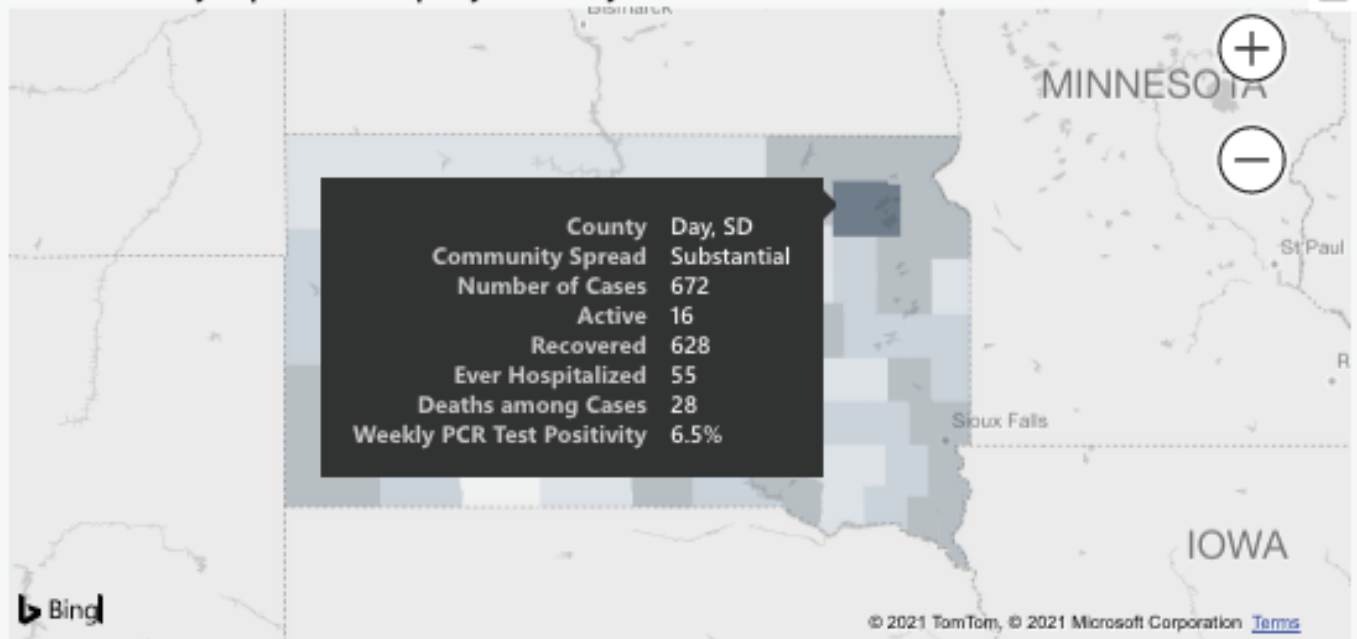 Bismarck
MINNESOTA
County Day, SD
Community Spread Substantial
Number of Cases 672
Active 16
Recovered 628
Ever Hospitalized 55
Deaths among Cases 28
Weekly PCR Test Positivity 6.5%
St Paul
R
Sioux Falls
IOWA
Bing
© 2021 TomTom, © 2021 Microsoft Corporation Terms